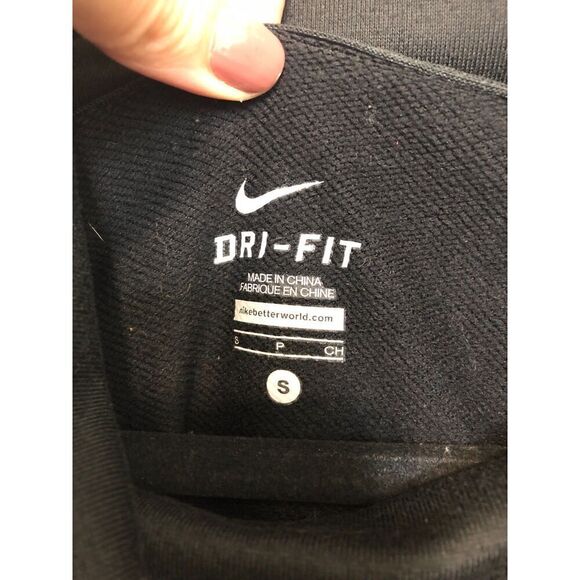 DRI-FIT
MADE IN CHINA
FABRIQUE EN CHINE
nikebetterworld.com
S P CH
S